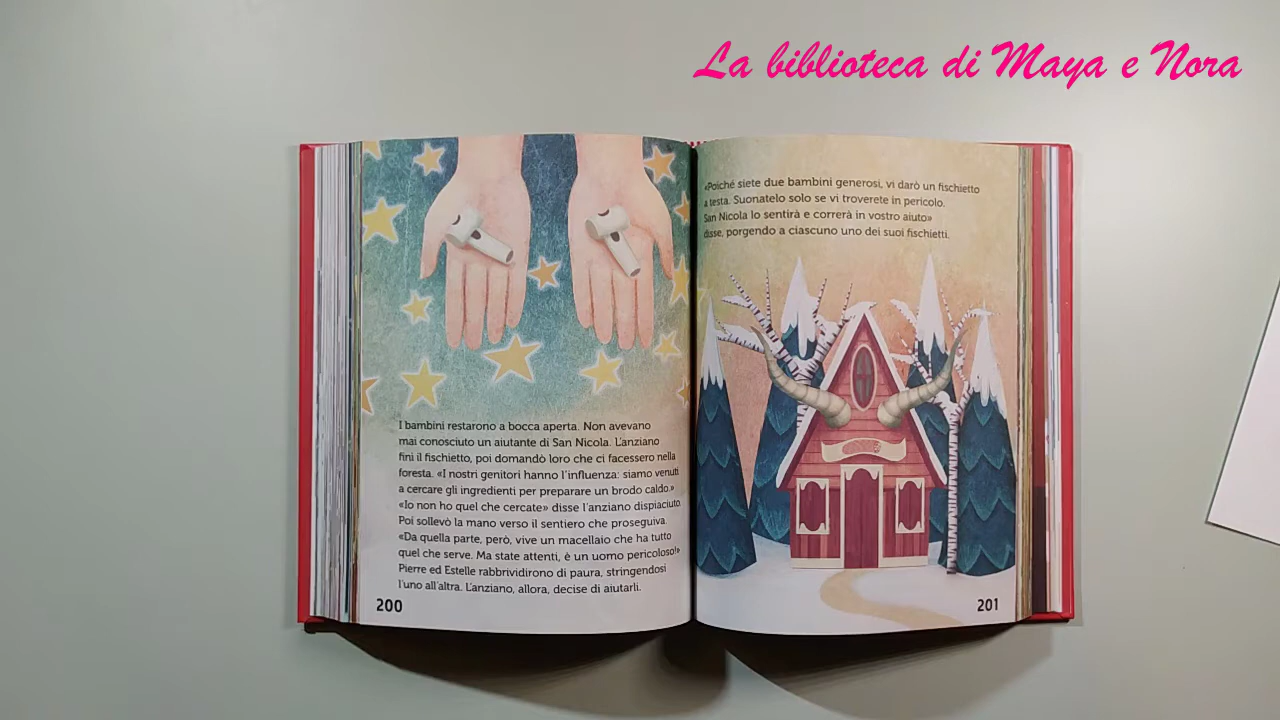 La biblioteca di Maya e Nora
I bambini restarono a bocca aperta. Non avevano
mai conosciuto un aiutante di San Nicola. L'anziano
finì il fischietto, poi domandò loro che ci facessero nella
foresta. «I nostri genitori hanno l'influenza: siamo venuti
a cercare gli ingredienti per preparare un brodo caldo.»
«Io non ho quel che cercate» disse l'anziano dispiaciuto.
Poi sollevò la mano verso il sentiero che proseguiva.
«Da quella parte, però, vive un macellaio che ha tutto
quel che serve. Ma state attenti, è un uomo pericoloso!»
Pierre ed Estelle rabbrividirono di paura, stringendosi
l'uno all'altra. L'anziano, allora, decise di aiutarli.
200
«Poiché siete due bambini generosi, vi darò un fischietto
a testa. Suonatelo solo se vi troverete in pericolo.
San Nicola lo sentirà e correrà in vostro aiuto»
disse, porgendo a ciascuno uno dei suoi fischietti.
201